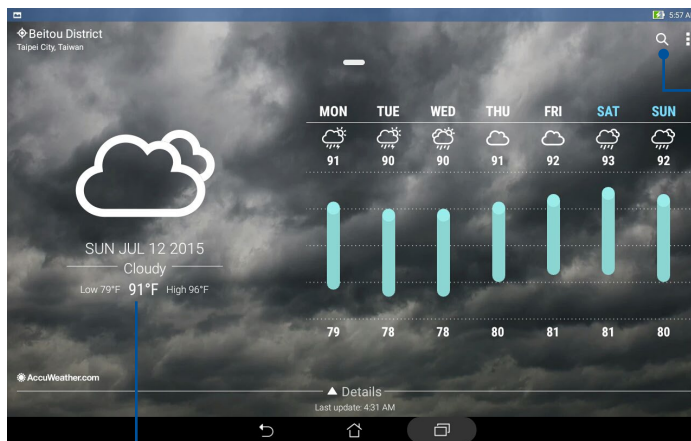 5:57 A
Beitou District
Taipei City, Taiwan
MON TUE WED THU FRI SAT SUN
91 90 90 91 92 93 92
SUN JUL 12 2015
Cloudy
Low 79°F 91°F High 96°F
79 78 78 80 81 81 80
AccuWeather.com
Details
Last update: 4:31 AM